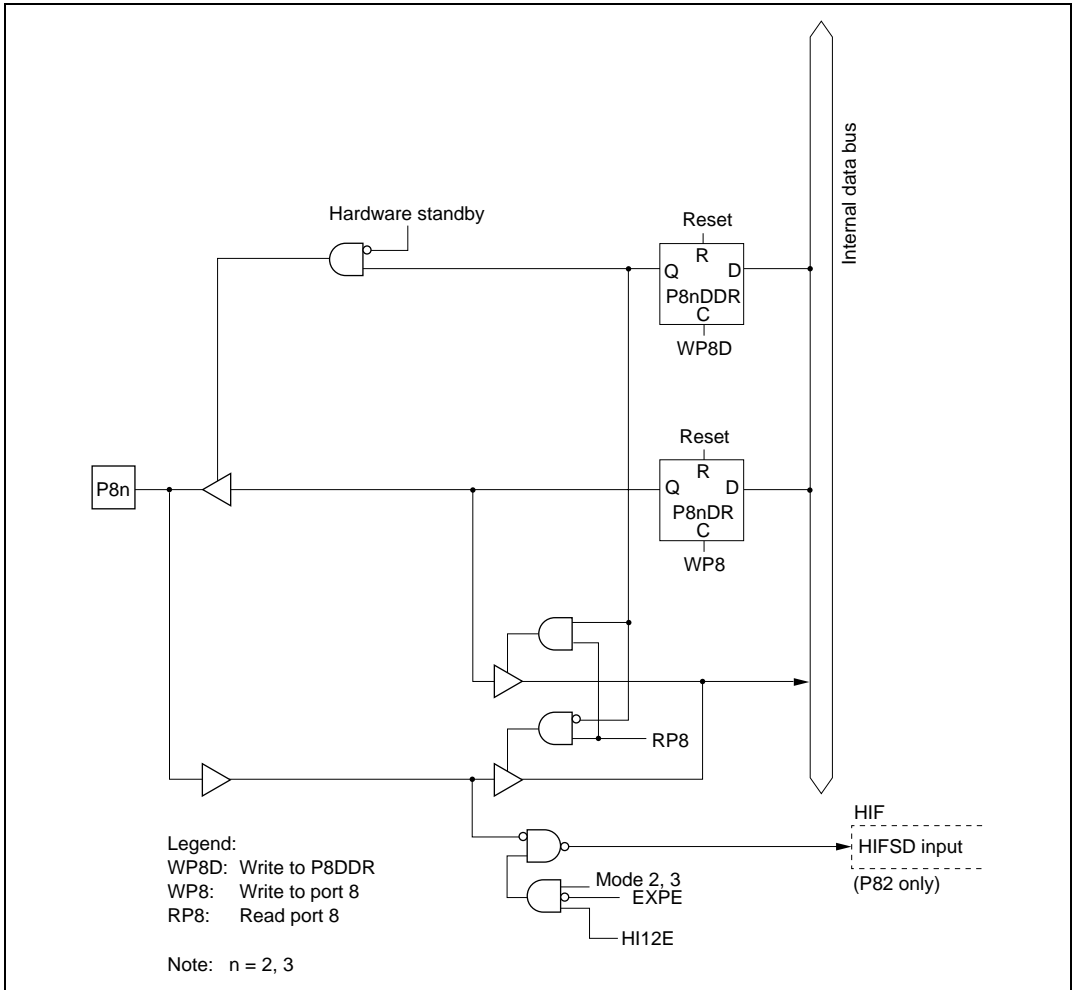 Internal data bus
Hardware standby
Reset
R
Q D
P8nDDR
C
WP8D
Reset
R
P8n
Q D
P8nDR
C
WP8
RP8
HIF
HIFSD input
(P82 only)
Mode 2, 3
EXPE
HI12E
Legend:
WP8D: Write to P8DDR
WP8: Write to port 8
RP8: Read port 8
Note: n = 2, 3